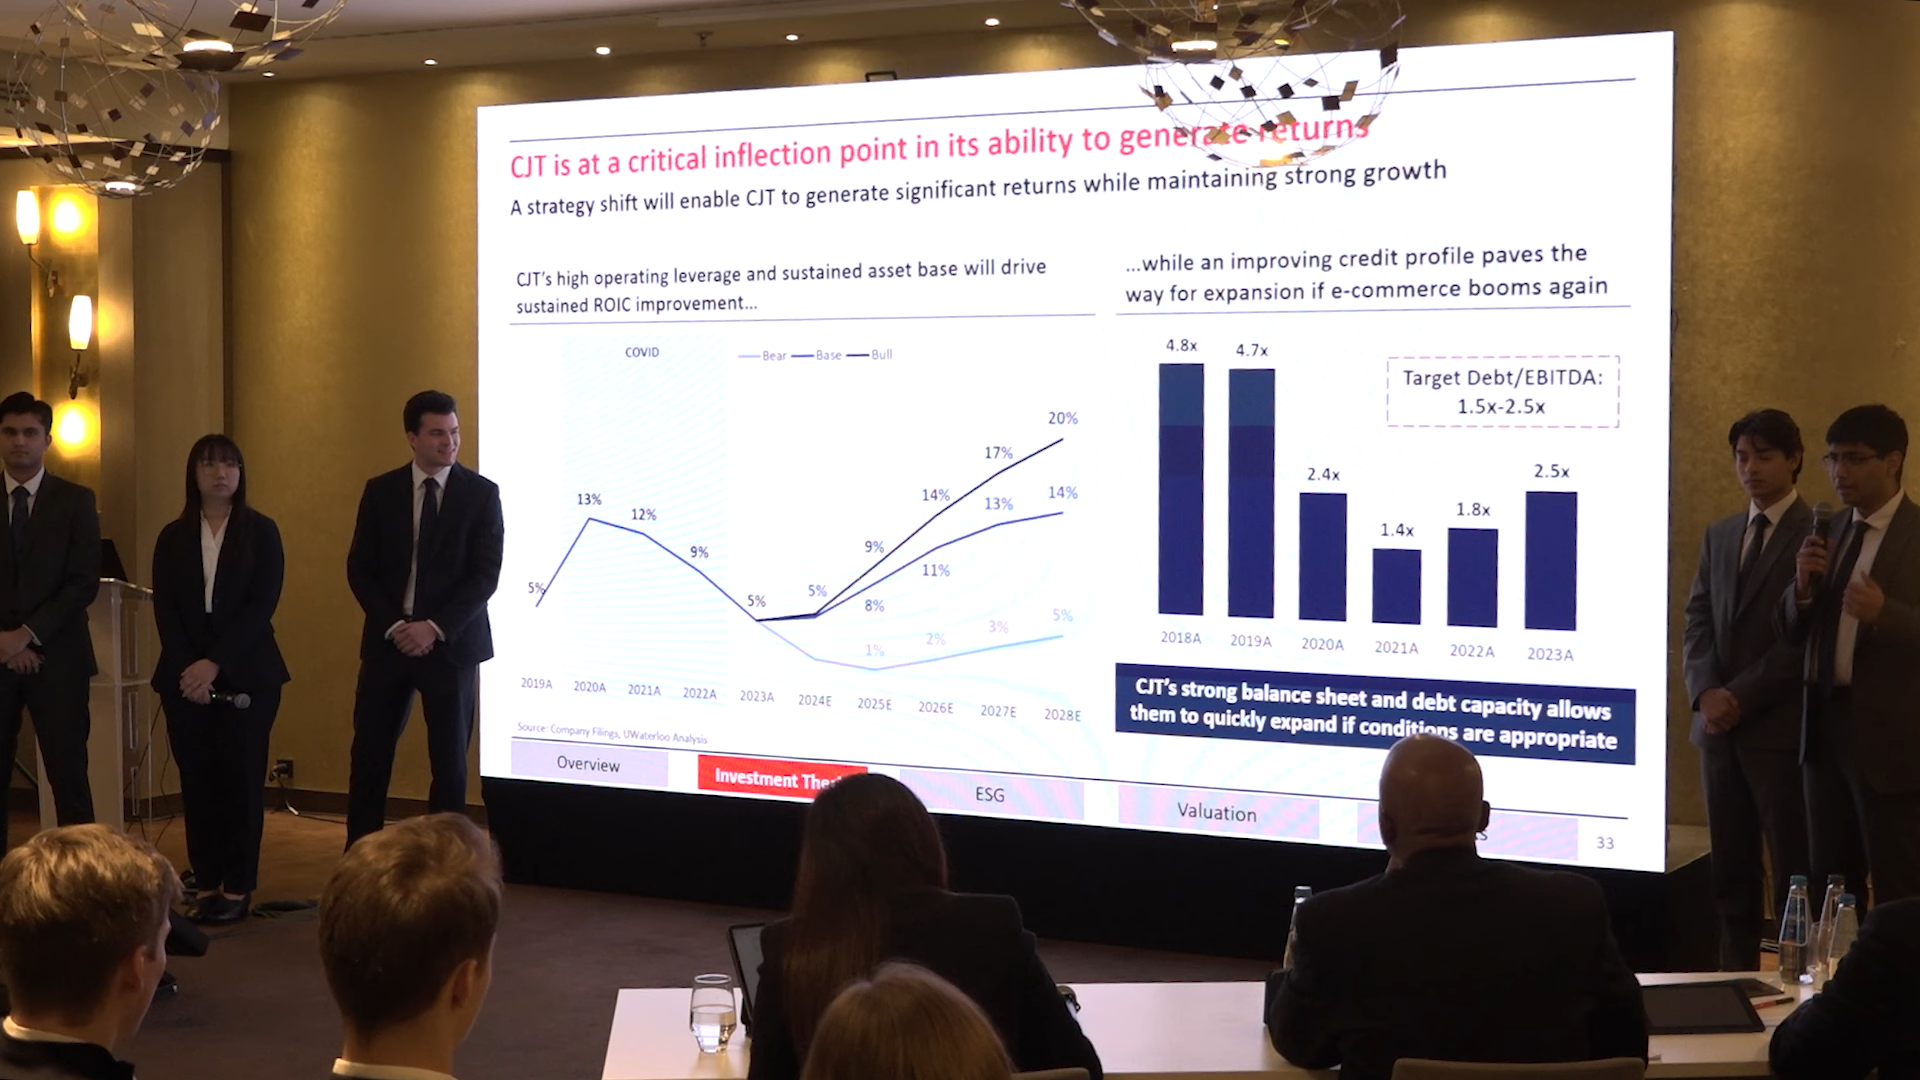 CJT is at a critical inflection point in its ability to generate returns
A strategy shift will enable CJT to generate significant returns while maintaining strong growth
CJT's high operating leverage and sustained asset base will drive
sustained ROIC improvement...
COVID
Bear Base Bull
20%
17%
14%
14%
13%
13%
12%
11%
9%
9%
8%
5%
5%
5%
5%
3%
2%
1%
2019A 2020A 2021A 2022A 2023A 2024E 2025E 2026E 2027E 2028E
Source: Company Filings, UWaterloo Analysis
...while an improving credit profile paves the
way for expansion if e-commerce booms again
Target Debt/EBITDA:
1.5x-2.5x
4.8x 4.7x 2.4x 1.4x 1.8x 2.5x
2018A 2019A 2020A 2021A 2022A 2023A
CJT's strong balance sheet and debt capacity allows
them to quickly expand if conditions are appropriate
Overview Investment ESG Valuation 33